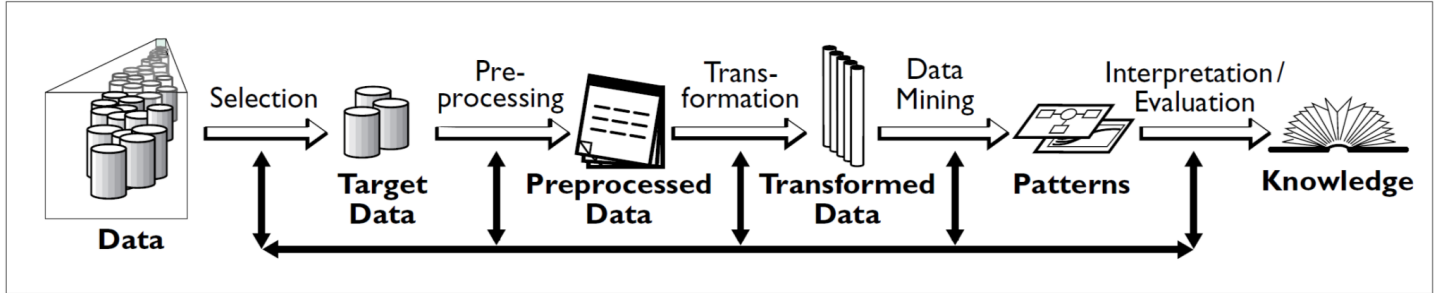 Selection
Pre-
processing
Trans-
formation
Data
Mining
Interpretation/
Evaluation
Data
Target
Data
Preprocessed
Data
Transformed
Data
Patterns
Knowledge